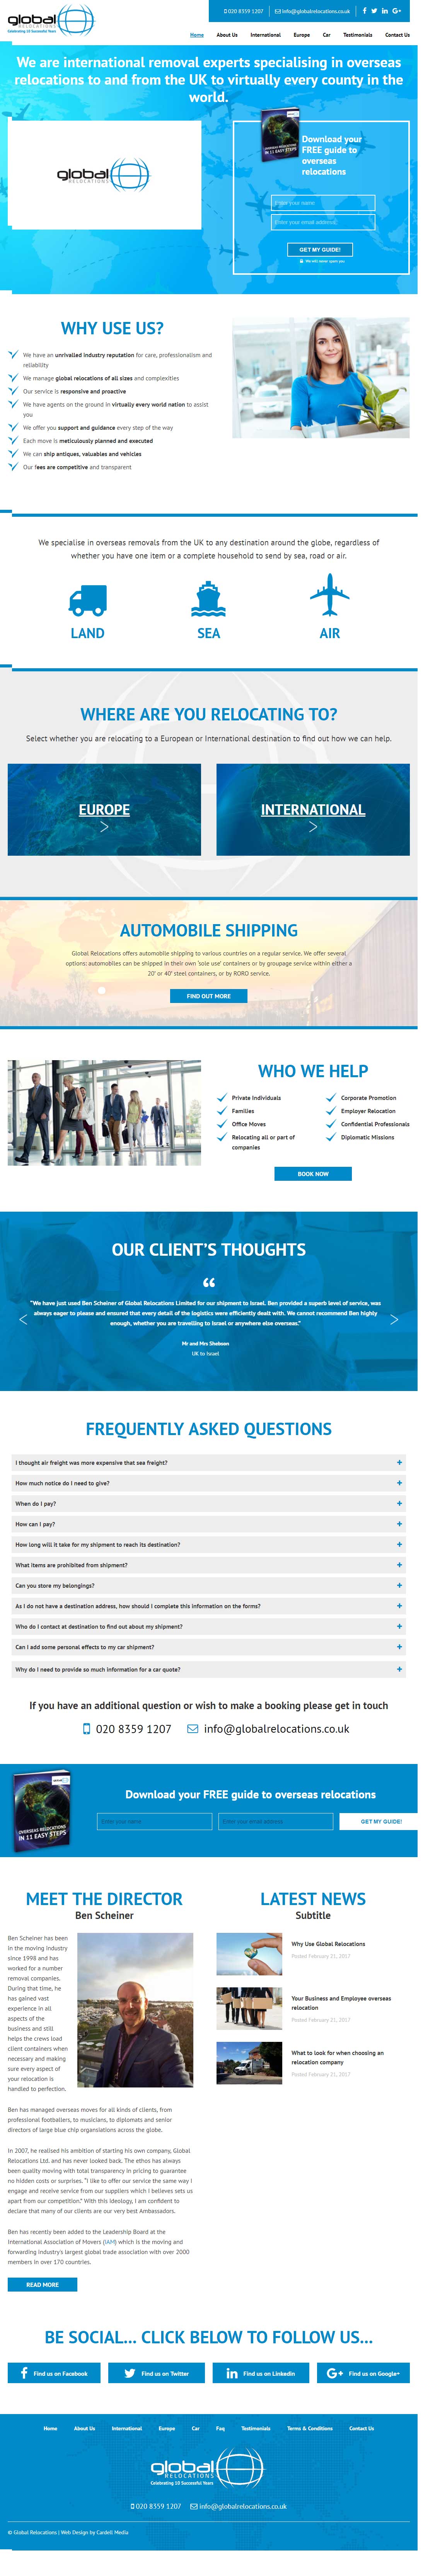 global
RELOCATIONS
Celebrating 10 Successful Years
020 8359 1207
info@globalrelocations.co.uk
Home
About Us
International
Europe
Car
Testimonials
Contact Us
We are international removal experts specialising in overseas
relocations to and from the UK to virtually every county in the
world.
global
RELOCATIONS
OVERSEAS RELOCATIONS
IN 11 EASY STEPS
Download your
FREE guide to
overseas
relocations
Enter your name
Enter your email address
GET MY GUIDE!
We will never spam you
WHY USE US?
We have an unrivalled industry reputation for care, professionalism and
reliability
We manage global relocations of all sizes and complexities
Our service is responsive and proactive
We have agents on the ground in virtually every world nation to assist
you
We offer you support and guidance every step of the way
Each move is meticulously planned and executed
We can ship antiques, valuables and vehicles
Our fees are competitive and transparent
We specialise in overseas removals from the UK to any destination around the globe, regardless of
whether you have one item or a complete household to send by sea, road or air.
LAND
SEA
AIR
WHERE ARE YOU RELOCATING TO?
Select whether you are relocating to a European or International destination to find out how we can help.
EUROPE
INTERNATIONAL
AUTOMOBILE SHIPPING
Global Relocations offers automobile shipping to various countries on a regular service. We offer several
options: automobiles can be shipped in their own 'sole use' containers or by groupage service within either a
20' or 40' steel containers, or by RORO service.
FIND OUT MORE
WHO WE HELP
Private Individuals
Families
Office Moves
Relocating all or part of
companies
Corporate Promotion
Employer Relocation
Confidential Professionals
Diplomatic Missions
BOOK NOW
OUR CLIENT'S THOUGHTS
"We have just used Ben Scheiner of Global Relocations Limited for our shipment to Israel. Ben provided a superb level of service, was
always eager to please and ensured that every detail of the logistics were efficiently dealt with. We cannot recommend Ben highly
enough, whether you are travelling to Israel or anywhere else overseas."
Mr and Mrs Shebson
UK to Israel
FREQUENTLY ASKED QUESTIONS
I thought air freight was more expensive that sea freight?
How much notice do I need to give?
When do I pay?
How can I pay?
How long will it take for my shipment to reach its destination?
What items are prohibited from shipment?
Can you store my belongings?
As I do not have a destination address, how should I complete this information on the forms?
Who do I contact at destination to find out about my shipment?
Can I add some personal effects to my car shipment?
Why do I need to provide so much information for a car quote?
If you have an additional question or wish to make a booking please get in touch
020 8359 1207
info@globalrelocations.co.uk
OVERSEAS RELOCATIONS
IN 11 EASY STEPS
Download your FREE guide to overseas relocations
Enter your name
Enter your email address
GET MY GUIDE!
MEET THE DIRECTOR
Ben Scheiner
Ben Scheiner has been
in the moving industry
since 1998 and has
worked for a number
removal companies.
During that time, he
has gained vast
experience in all
aspects of the
business and still
helps the crews load
client containers when
necessary and making
sure every aspect of
your relocation is
handled to perfection.
Ben has managed overseas moves for all kinds of clients, from
professional footballers, to musicians, to diplomats and senior
directors of large blue chip organsiations across the globe.
In 2007, he realised his ambition of starting his own company, Global
Relocations Ltd. and has never looked back. The ethos has always
been quality moving with total transparency in pricing to guarantee
no hidden costs or surprises. "I like to offer our service the same way I
engage and receive service from our suppliers which I believes sets us
apart from our competition." With this ideology, I am confident to
declare that many of our clients are our very best Ambassadors.
Ben has recently been added to the Leadership Board at the
International Association of Movers (IAM) which is the moving and
forwarding industry's largest global trade association with over 2000
members in over 170 countries.
READ MORE
LATEST NEWS
Subtitle
Why Use Global Relocations
Posted February 21, 2017
Your Business and Employee overseas
relocation
Posted February 21, 2017
What to look for when choosing an
relocation company
Posted February 21, 2017
BE SOCIAL... CLICK BELOW TO FOLLOW US...
Find us on Facebook
Find us on Twitter
Find us on Linkedin
Find us on Google+
Home
About Us
International
Europe
Car
Faq
Testimonials
Terms & Conditions
Contact Us
global
RELOCATIONS
Celebrating 10 Successful Years
020 8359 1207
info@globalrelocations.co.uk
© Global Relocations | Web Design by Cardell Media